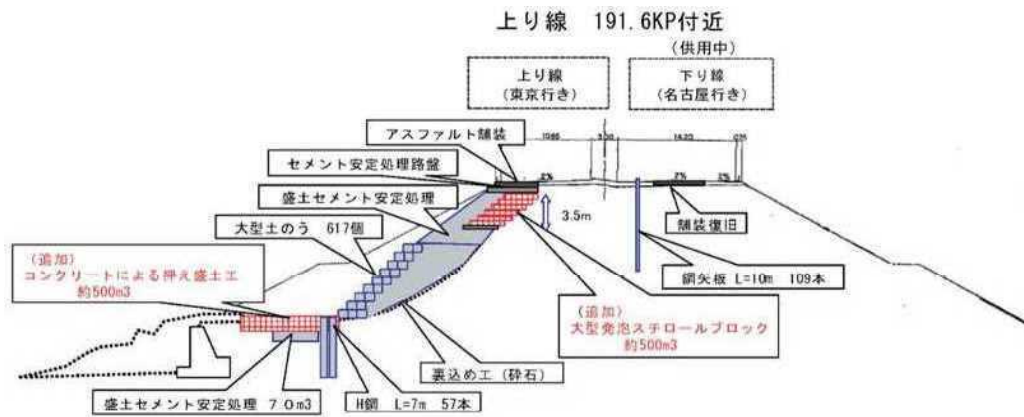 上り線 191.6KP付近
(供用中)
上り線
(東京行き)
下り線
(名古屋行き)
アスファルト舗装
セメント安定処理路盤
盛土セメント安定処理
大型土のう 617個
(追加)
コンクリートによる押え盛土工
約500m3
2%
2%
2%
3.5m
舗装復旧
鋼矢板 L=10m 109本
(追加)
大型発泡スチロールブロック
約500m3
裏込め工(砕石)
盛土セメント安定処理 70m3
H鋼 L=7m 57本